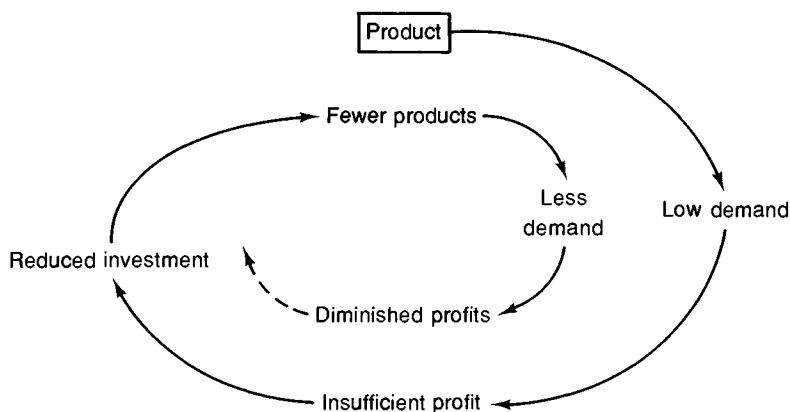 Product
Fewer products
Less
demand
Low demand
Reduced investment
Diminished profits
Insufficient profit